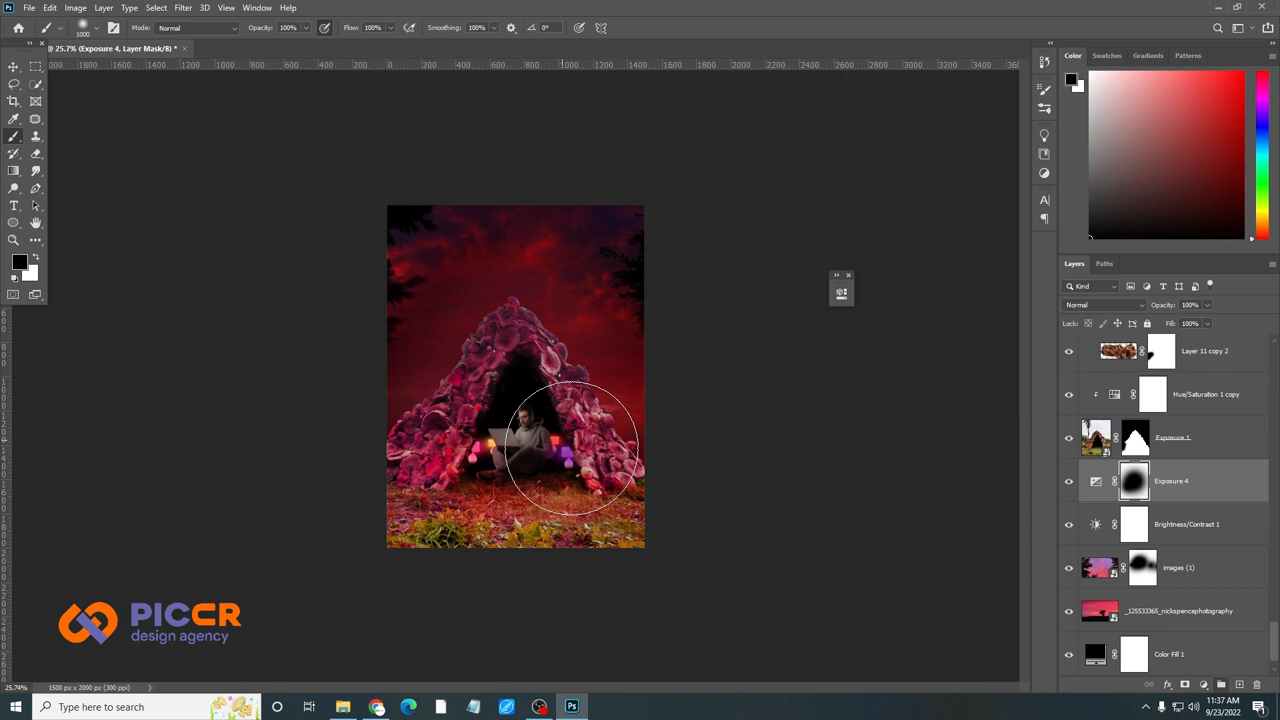 File Edit Image Layer Type Select Filter 3D View Window Help
1000 Mode: Normal Opacity: 100% Flow: 100% Smoothing: 100% 0°
@ 25.7% (Exposure 4, Layer Mask/8) *
Color Swatches Gradients Patterns
Layers Paths
Kind
Normal Opacity: 100%
Lock: Fill: 100%
Layer 11 copy 2
Hue/Saturation 1 copy
Exposure 1
Exposure 4
Brightness/Contrast 1
images (1)
_125533365_nickspencephotography
Color Fill 1
PICCR
design agency
25.74% 1500 px x 2000 px (300 ppi)
Type here to search
11:37 AM
9/23/2022